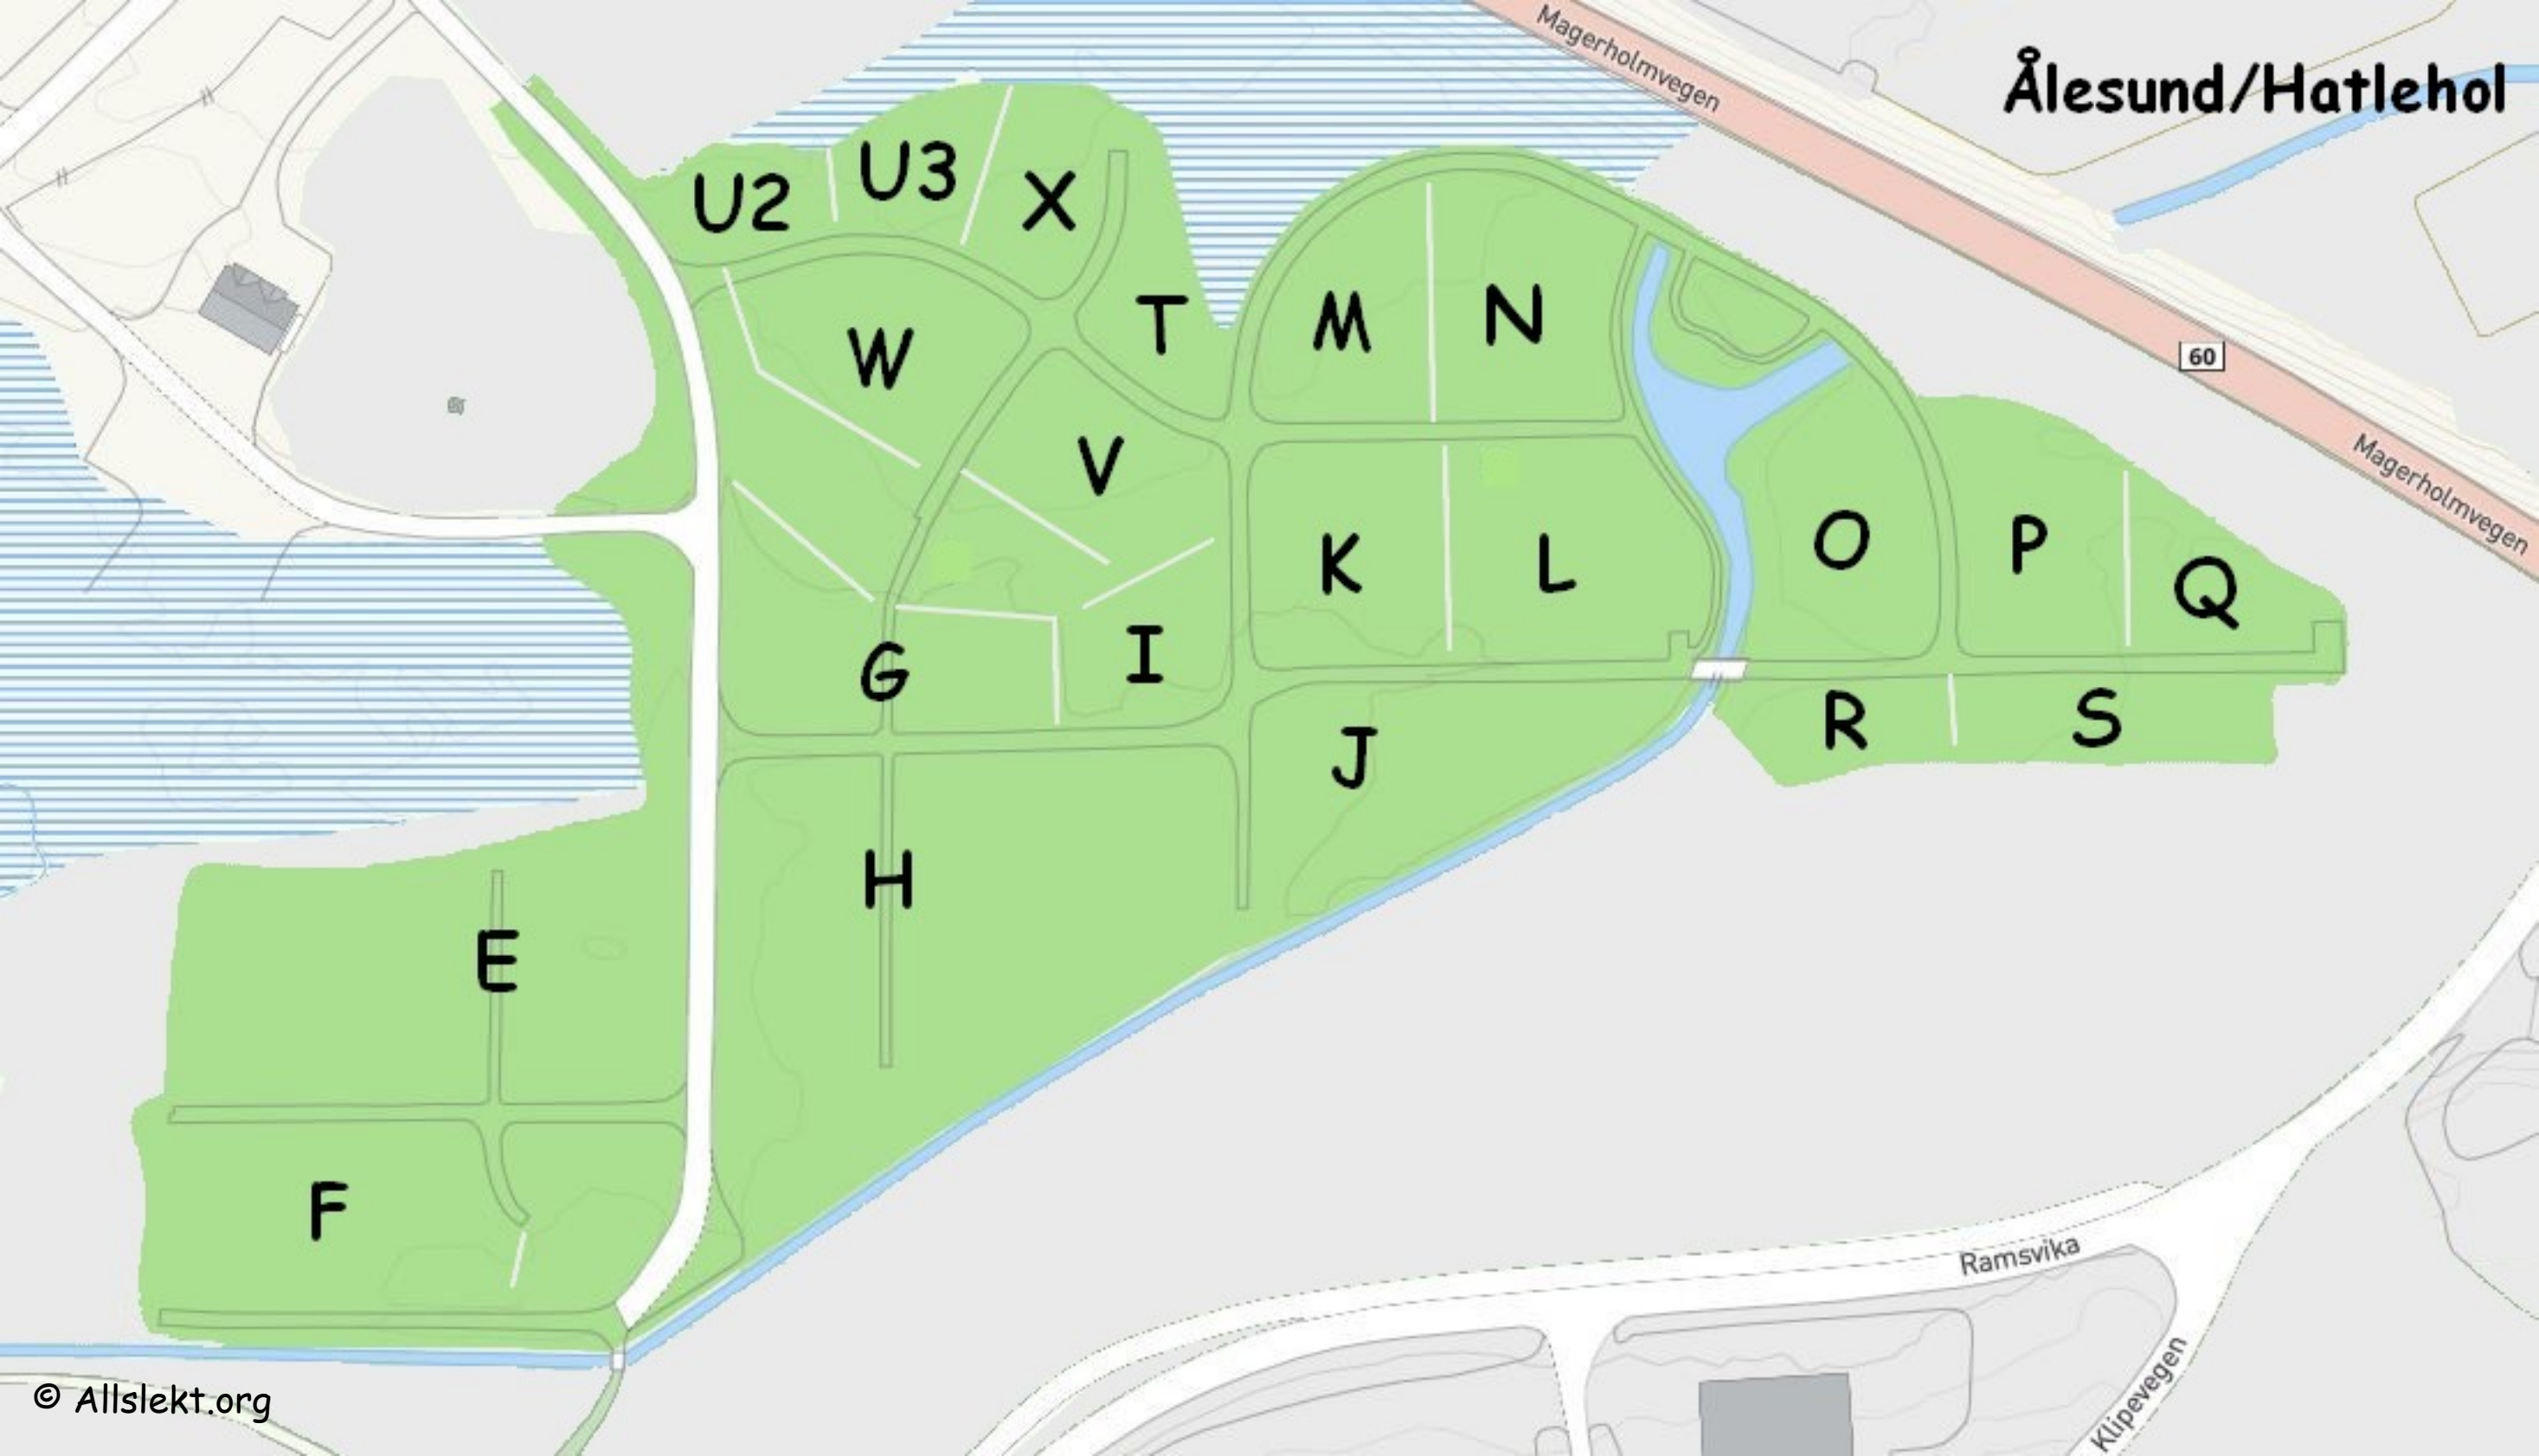 Magerholmvegen
Ålesund/Hatlehol
U2
U3
X
W
T
M
N
60
Magerholmvegen
V
K
L
O
P
Q
G
I
J
R
S
H
E
F
Ramsvika
Klipevegen
© Allslekt.org